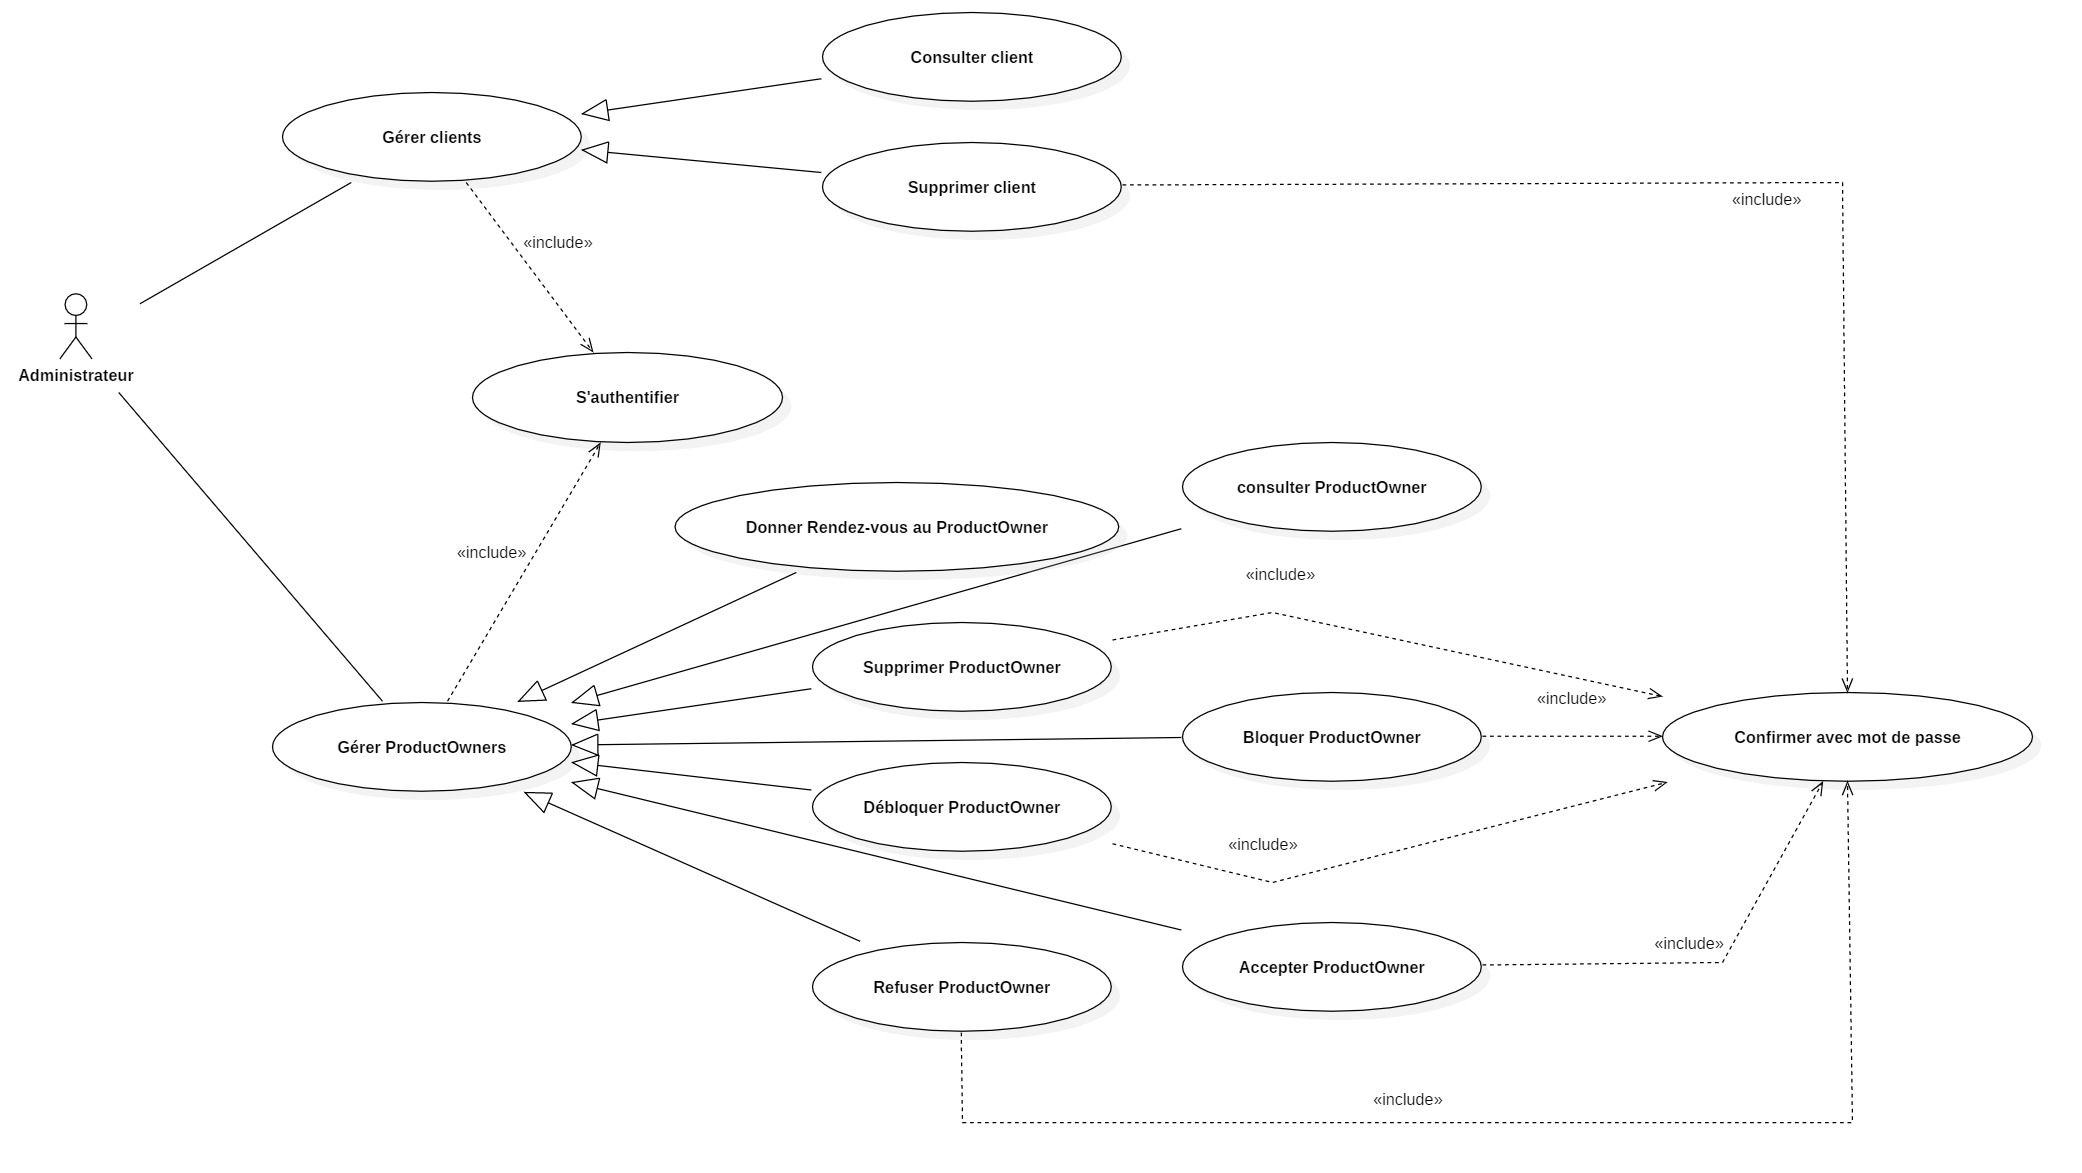 Consulter client
Gérer clients
Supprimer client
«include»
«include»
Administrateur
S'authentifier
consulter ProductOwner
Donner Rendez-vous au ProductOwner
«include»
«include»
Supprimer ProductOwner
«include»
Gérer ProductOwners
Bloquer ProductOwner
Confirmer avec mot de passe
Débloquer ProductOwner
«include»
«include»
Accepter ProductOwner
Refuser ProductOwner
«include»